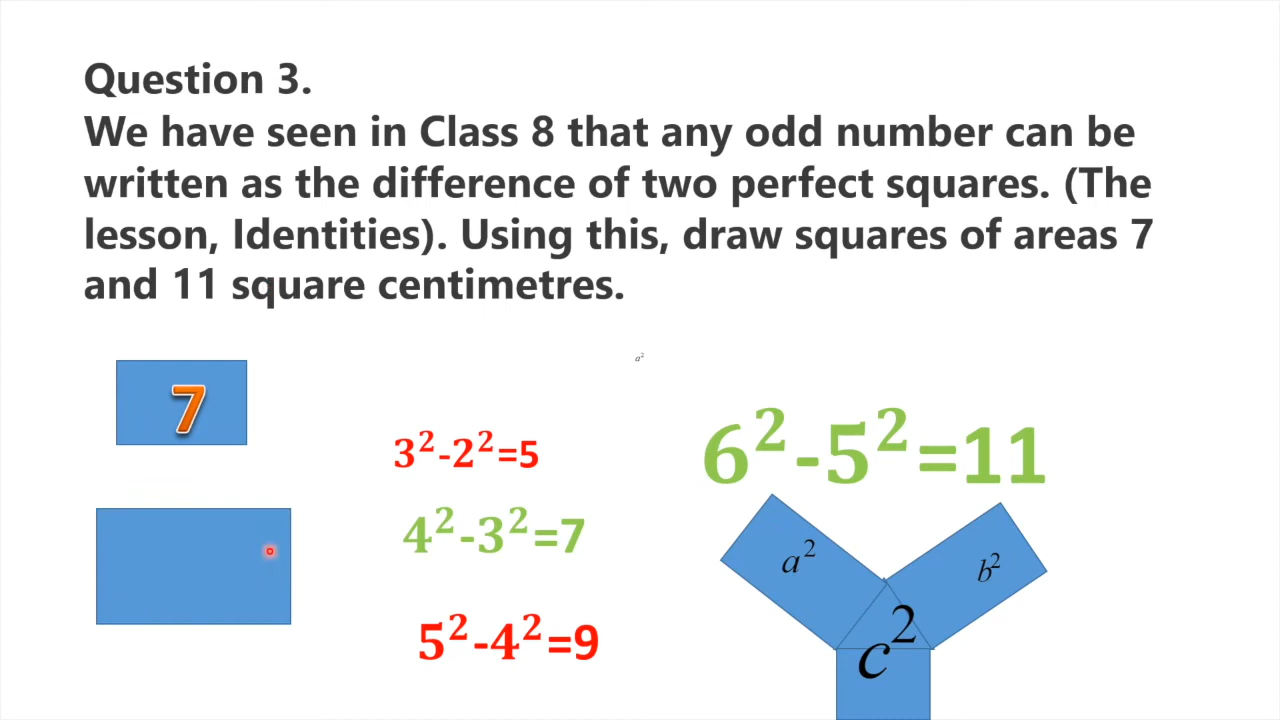 Question 3.
We have seen in Class 8 that any odd number can be
written as the difference of two perfect squares. (The
lesson, Identities). Using this, draw squares of areas 7
and 11 square centimetres.
a²
7
3²-2²=5
6²-5²=11
4²-3²=7
a²
b²
5²-4²=9
c²